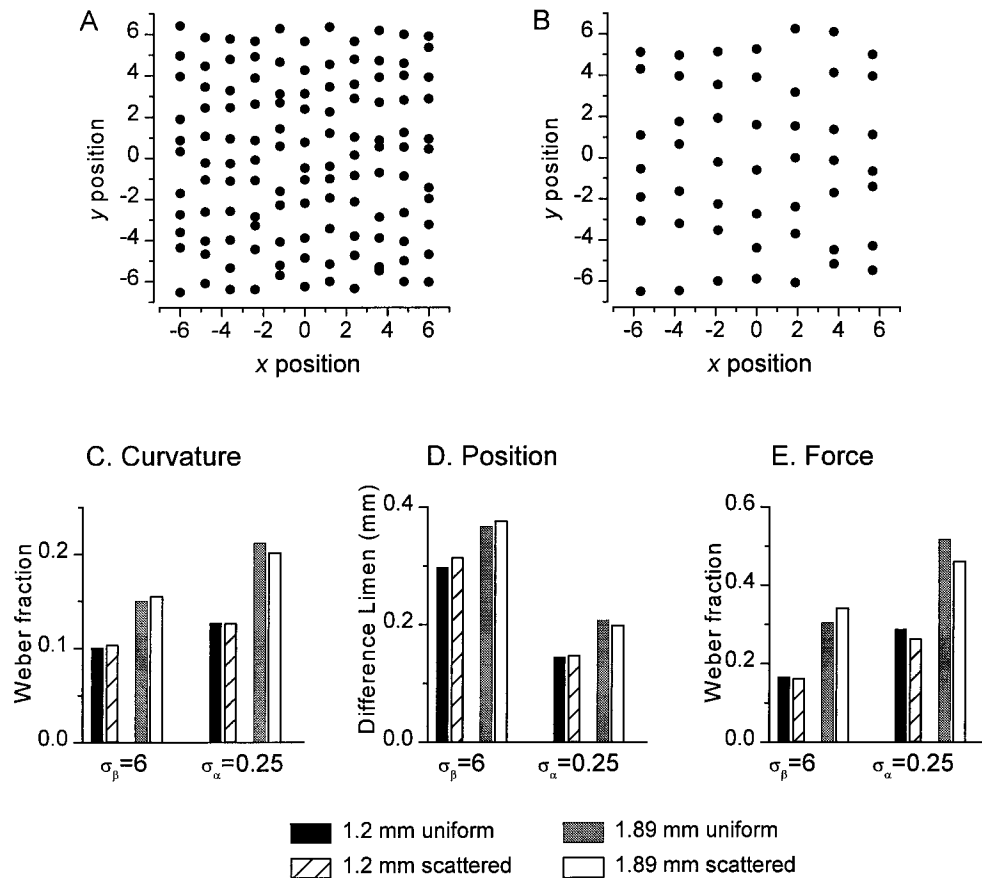 A
6
4
2
0
-2
-4
-6
y position
-6 -4 -2 0 2 4 6
x position
B
6
4
2
0
-2
-4
-6
y position
-6 -4 -2 0 2 4 6
x position
C. Curvature
Weber fraction
0.2
0.1
0.0
σβ=6 σα=0.25
D. Position
Difference Limen (mm)
0.4
0.2
0.0
σβ=6 σα=0.25
E. Force
Weber fraction
0.6
0.4
0.2
0.0
σβ=6 σα=0.25
1.2 mm uniform
1.2 mm scattered
1.89 mm uniform
1.89 mm scattered